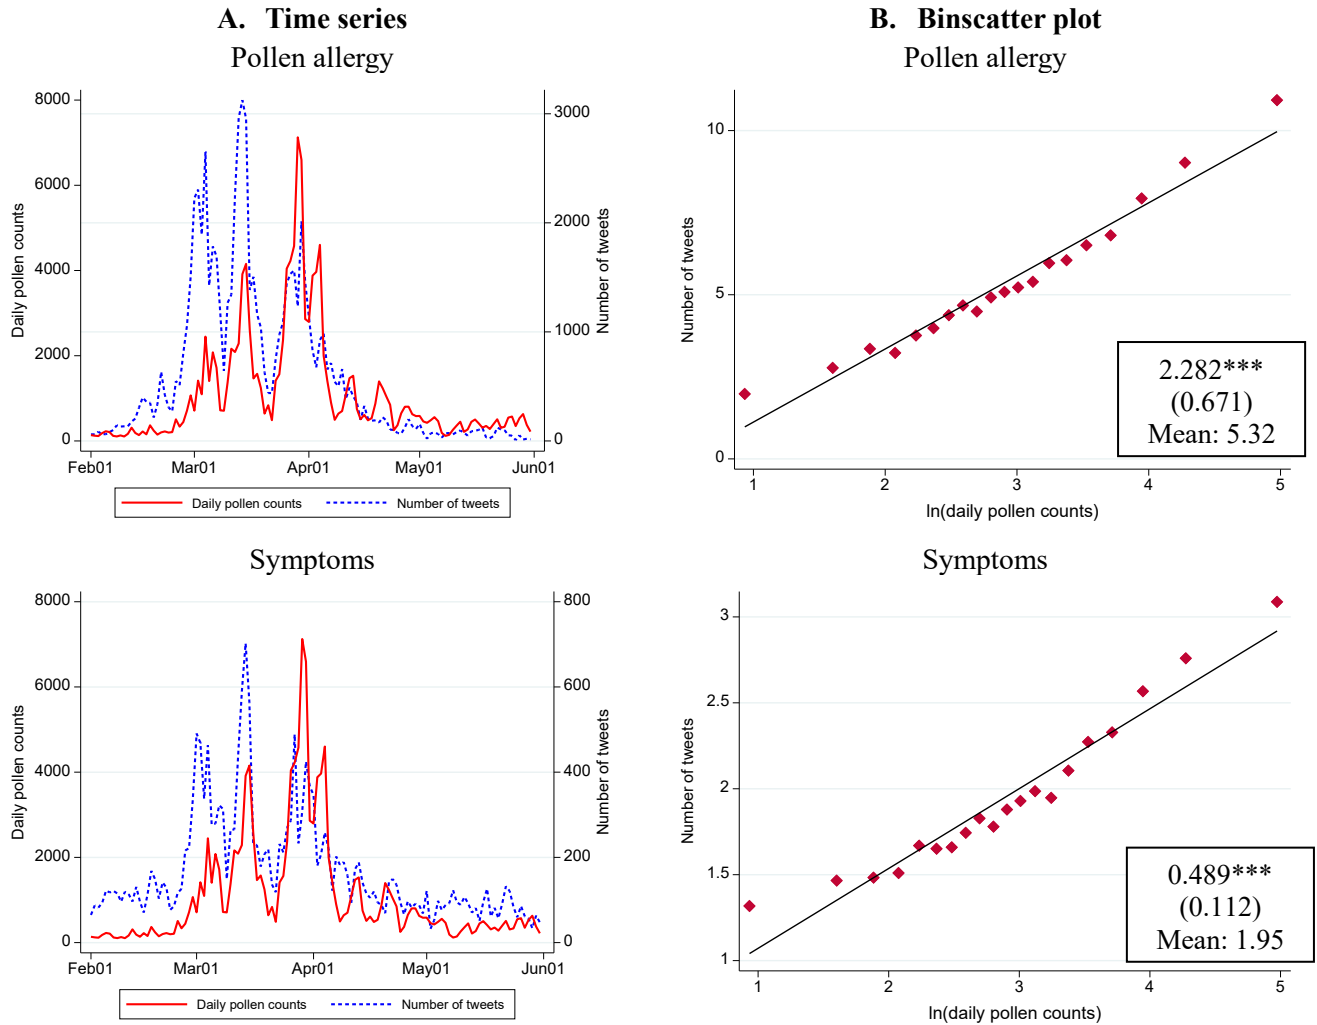 A. Time series
Pollen allergy
8000
6000
4000
2000
0
3000
2000
1000
0
Daily pollen counts
Number of tweets
Feb01 Mar01 Apr01 May01 Jun01
Daily pollen counts Number of tweets
B. Binscatter plot
Pollen allergy
10
5
0
Number of tweets
1 2 3 4 5
ln(daily pollen counts)
2.282***
(0.671)
Mean: 5.32
Symptoms
8000
6000
4000
2000
0
800
600
400
200
0
Daily pollen counts
Number of tweets
Feb01 Mar01 Apr01 May01 Jun01
Daily pollen counts Number of tweets
Symptoms
3
2.5
2
1.5
1
Number of tweets
1 2 3 4 5
ln(daily pollen counts)
0.489***
(0.112)
Mean: 1.95